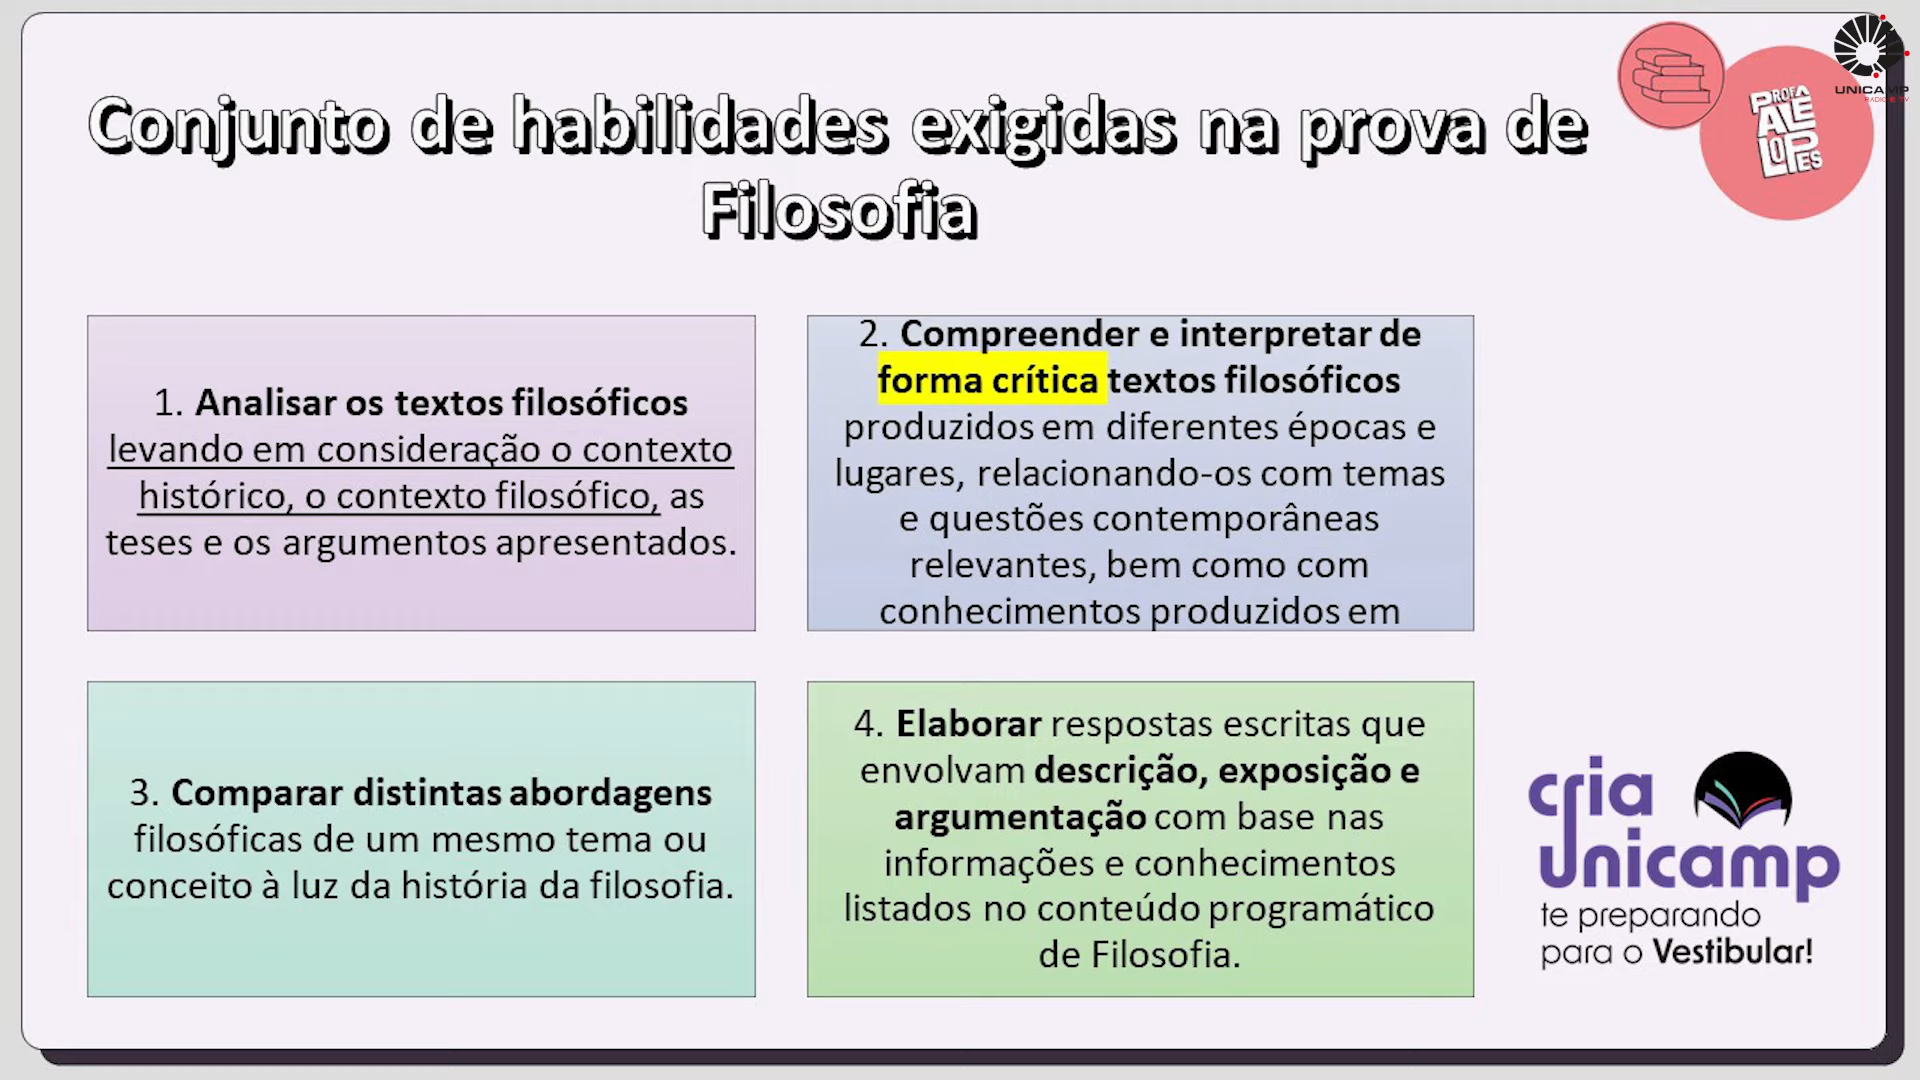 Conjunto de habilidades exigidas na prova de
Filosofia
PROFA
ALÊ
LOPES
UNICAMP
RÁDIO E TV
1. Analisar os textos filosóficos
levando em consideração o contexto
histórico, o contexto filosófico, as
teses e os argumentos apresentados.
2. Compreender e interpretar de
forma crítica textos filosóficos
produzidos em diferentes épocas e
lugares, relacionando-os com temas
e questões contemporâneas
relevantes, bem como com
conhecimentos produzidos em
3. Comparar distintas abordagens
filosóficas de um mesmo tema ou
conceito à luz da história da filosofia.
4. Elaborar respostas escritas que
envolvam descrição, exposição e
argumentação com base nas
informações e conhecimentos
listados no conteúdo programático
de Filosofia.
cria
unicamp
te preparando
para o Vestibular!